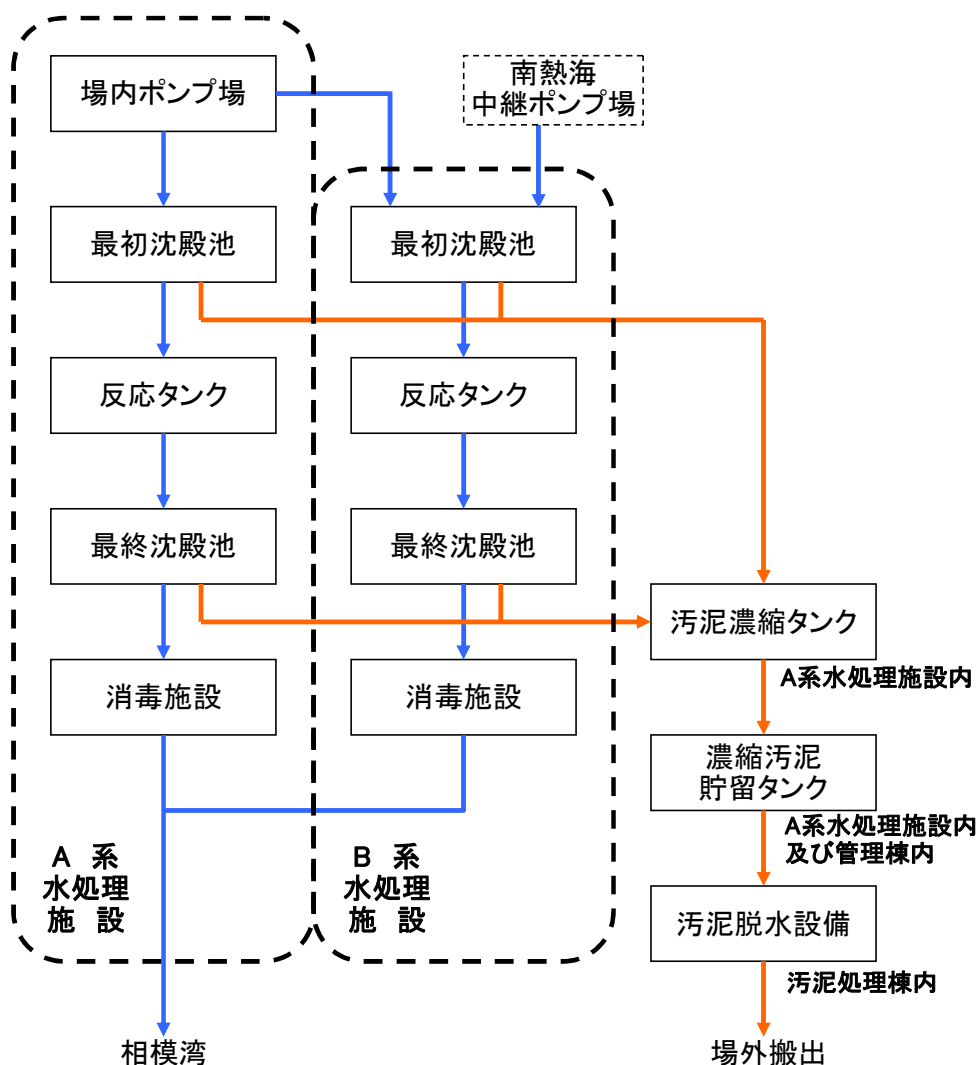 場内ポンプ場
南熱海
中継ポンプ場
最初沈殿池
最初沈殿池
反応タンク
反応タンク
最終沈殿池
最終沈殿池
汚泥濃縮タンク
A系水処理施設内
消毒施設
消毒施設
濃縮汚泥
貯留タンク
A系水処理施設内
及び管理棟内
A 系
水処理
施 設
B 系
水処理
施 設
汚泥脱水設備
汚泥処理棟内
相模湾
場外搬出